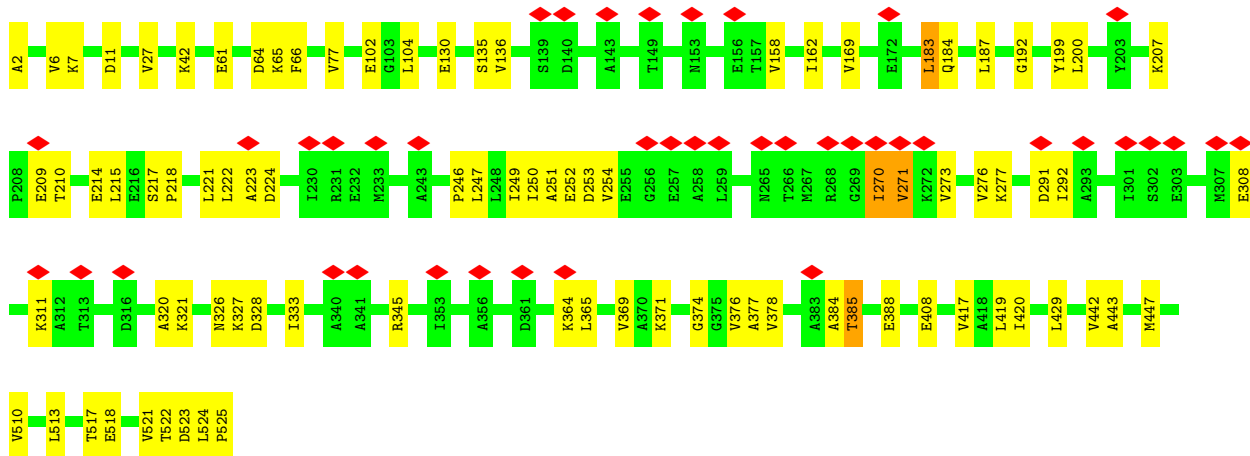 A2 V6 K7 D11 V27 K42 E61 D64 K65 F66 V77 E102 G103 L104 E130 S135 V136 S139 D140 A143 T149 N153 E156 T157 V158 I162 V169 E172 L183 Q184 L187 G192 Y199 L200 Y203 K207
P208 E209 T210 E214 L215 E216 S217 P218 L221 L222 A223 D224 I230 R231 E232 M233 A243 P246 L247 L248 I249 I250 A251 E252 D253 V254 E255 G256 E257 A258 L259 N265 T266 M267 R268 G269 I270 V271 K272 V273 V276 K277 D291 I292 A293 I301 S302 E303 M307 E308
K311 A312 T313 D316 A320 K321 N326 K327 D328 I333 A340 A341 R345 I353 A356 D361 K364 L365 V369 A370 K371 G374 G375 V376 A377 V378 A383 A384 T385 E388 E408 V417 A418 L419 I420 L429 V442 A443 M447
V510 L513 T517 E518 V521 T522 D523 L524 P525